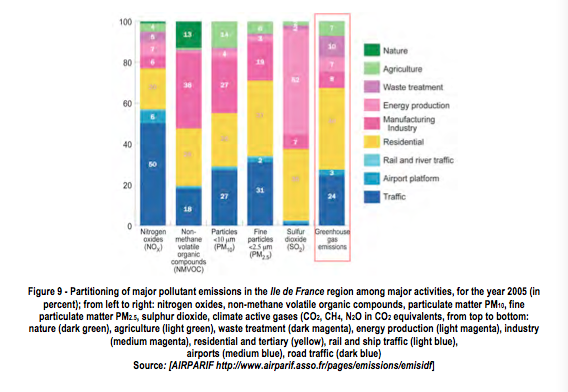 100
80
60
40
20
0
5
7
6
6
50
13
38
18
14
27
27
19
2
31
52
7
7
10
7
8
3
24
Nitrogen
oxides
(NOX)
Non-
methane
volatile
organic
compounds
(NMVOC)
Particles
<10 µm
(PM10)
Fine
particles
<2.5 µm
(PM2.5)
Sulfur
dioxide
(SO2)
Greenhouse
gas
emissions
Nature
Agriculture
Waste treatment
Energy production
Manufacturing
Industry
Residential
Rail and river traffic
Airport platform
Traffic
Figure 9 - Partitioning of major pollutant emissions in the Ile de France region among major activities, for the year 2005 (in
percent); from left to right: nitrogen oxides, non-methane volatile organic compounds, particulate matter PM10, fine
particulate matter PM2.5, sulphur dioxide, climate active gases (CO2, CH4, N2O in CO2 equivalents, from top to bottom:
nature (dark green), agriculture (light green), waste treatment (dark magenta), energy production (light magenta), industry
(medium magenta), residential and tertiary (yellow), rail and ship traffic (light blue),
airports (medium blue), road traffic (dark blue)
Source: [AIRPARIF http://www.airparif.asso.fr/pages/emissions/emisidf]